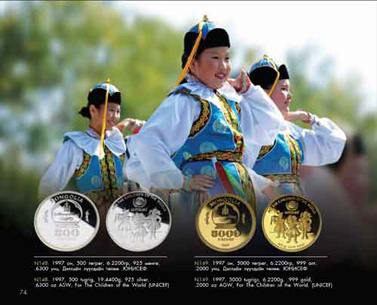 MONGOLIA
500
MONGOLIA
5000
N148. 1997 он, 500 төгрөг, 6.2200гр, 925 мөнгө,
.6300 унц, Дэлхийн хүүхдийн төлөө, ЮНИСЕФ
N148. 1997, 500 tugrig, 19.4400g, 925 silver,
.6300 oz ASW, For The Children of the World (UNICEF)
N149. 1997 он, 5000 төгрөг, 6.2200гр, 999 алт,
.2000 унц, Дэлхийн хүүхдийн төлөө, ЮНИСЕФ
N149. 1997, 5000 tugrig, 6.2200g, .999 gold,
.2000 oz AGW, For The Children of the World (UNICEF)
74